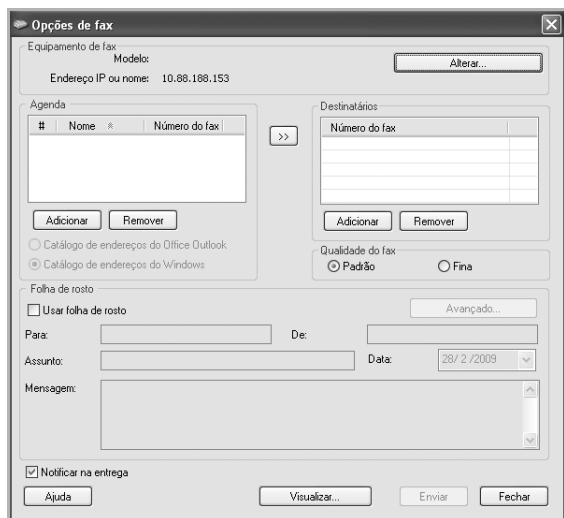 Opções de fax
Equipamento de fax
Modelo:
Alterar...
Endereço IP ou nome: 10.88.188.153
Agenda
# Nome Número do fax
>>
Destinatários
Número do fax
Adicionar Remover
Adicionar Remover
Catálogo de endereços do Office Outlook
Catálogo de endereços do Windows
Qualidade do fax
Padrão Fina
Folha de rosto
Usar folha de rosto
Avançado...
Para: De:
Assunto: Data: 28/ 2 /2009
Mensagem:
Notificar na entrega
Ajuda Visualizar... Enviar Fechar